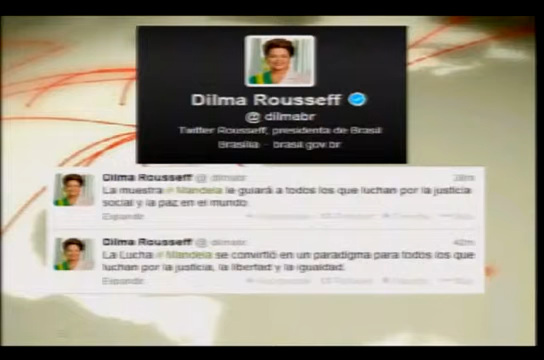 Dilma Rousseff
@dilmabr
Twitter Rousseff, presidenta de Brasil
Brasília · brasil.gov.br
Dilma Rousseff @ dilmabr
La muestra # Mandela le guiará a todos los que luchan por la justicia
social y la paz en el mundo.
Expandir
Dilma Rousseff @ dilmabr 42m
La Lucha # Mandela se convirtió en un paradigma para todos los que
luchan por la justicia, la libertad y la igualdad.
Expandir